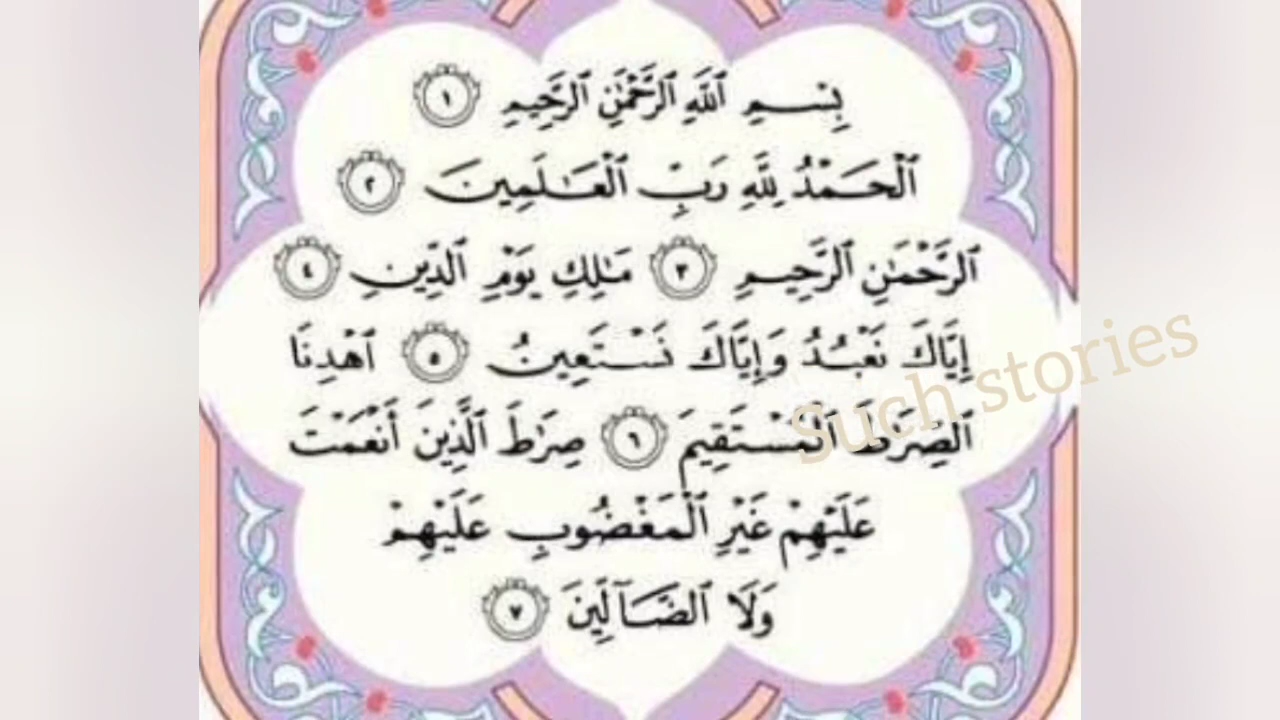 بِسْمِ ٱللَّهِ ٱلرَّحْمَٰنِ ٱلرَّحِيمِ ١
ٱلْحَمْدُ لِلَّهِ رَبِّ ٱلْعَـٰلَمِينَ ٢
ٱلرَّحْمَـٰنِ ٱلرَّحِيمِ ٣ مَـٰلِكِ يَوْمِ ٱلدِّينِ ٤
إِيَّاكَ نَعْبُدُ وَإِيَّاكَ نَسْتَعِينُ ٥ ٱهْدِنَا
ٱلصِّرَٰطَ ٱلْمُسْتَقِيمَ ٦ صِرَٰطَ ٱلَّذِينَ أَنْعَمْتَ
عَلَيْهِمْ غَيْرِ ٱلْمَغْضُوبِ عَلَيْهِمْ
وَلَا ٱلضَّآلِّينَ ٧
Such stories